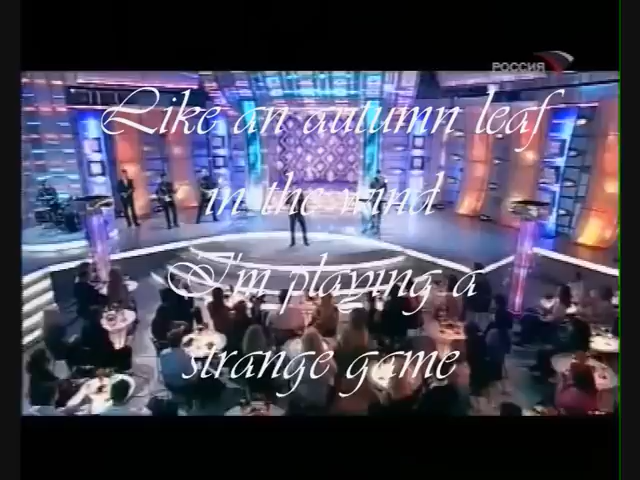 РОССИЯ
Like an autumn leaf
in the wind
I'm playing a
strange game